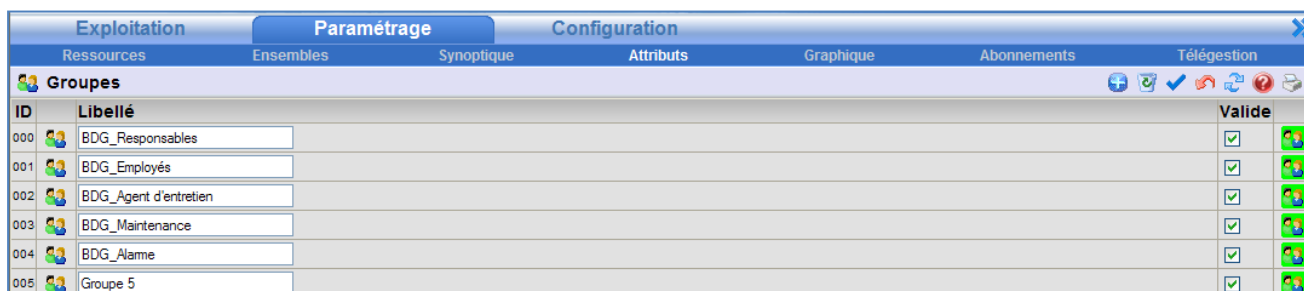 Exploitation Paramétrage Configuration
Ressources Ensembles Synoptique Attributs Graphique Abonnements Télégestion
Groupes
ID Libellé Valide
000 BDG_Responsables
001 BDG_Employés
002 BDG_Agent d'entretien
003 BDG_Maintenance
004 BDG_Alarme
005 Groupe 5